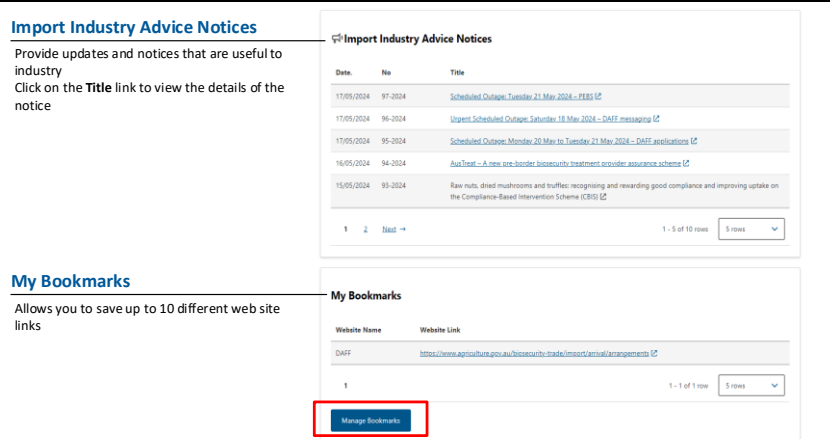 Import Industry Advice Notices
Provide updates and notices that are useful to
industry
Click on the Title link to view the details of the
notice
Import Industry Advice Notices
Date. No Title
17/05/2024 97-2024 Scheduled Outage: Tuesday 21 May 2024 – PEBS
17/05/2024 96-2024 Urgent Scheduled Outage: Saturday 18 May 2024 – DAFF messaging
17/05/2024 95-2024 Scheduled Outage: Monday 20 May to Tuesday 21 May 2024 – DAFF applications
16/05/2024 94-2024 AusTreat – A new pre-border biosecurity treatment provider assurance scheme
15/05/2024 93-2024 Raw nuts, dried mushrooms and truffles: recognising and rewarding good compliance and improving uptake on
the Compliance-Based Intervention Scheme (CBIS)
1 2 Next → 1 - 5 of 10 rows 5 rows
My Bookmarks
Allows you to save up to 10 different web site
links
My Bookmarks
Website Name Website Link
DAFF https://www.agriculture.gov.au/biosecurity-trade/import/arrival/arrangements
1 1 - 1 of 1 row 5 rows
Manage Bookmarks